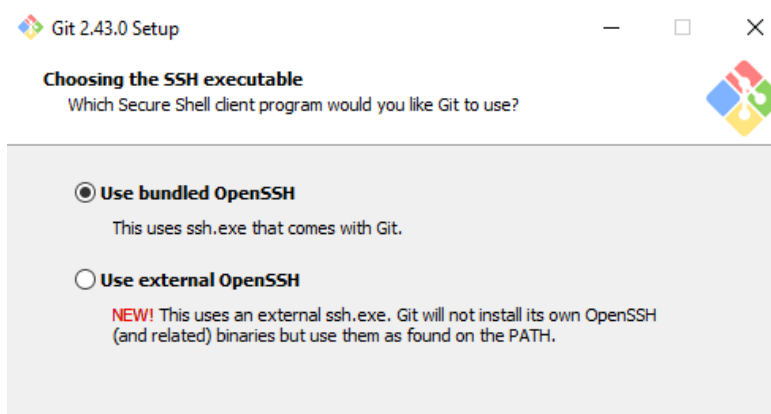 Git 2.43.0 Setup
Choosing the SSH executable
Which Secure Shell client program would you like Git to use?
Use bundled OpenSSH
This uses ssh.exe that comes with Git.
Use external OpenSSH
NEW! This uses an external ssh.exe. Git will not install its own OpenSSH
(and related) binaries but use them as found on the PATH.